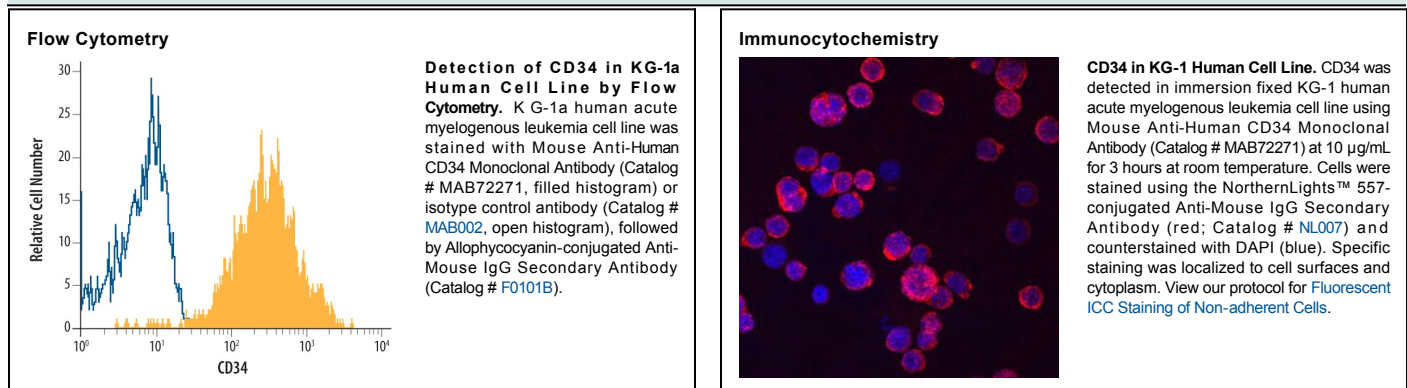 Flow Cytometry
30
25
20
15
10
5
0
Relative Cell Number
10⁰ 10¹ 10² 10³ 10⁴
CD34
Detection of CD34 in KG-1a
Human Cell Line by Flow
Cytometry. K G-1a human acute
myelogenous leukemia cell line was
stained with Mouse Anti-Human
CD34 Monoclonal Antibody (Catalog
# MAB72271, filled histogram) or
isotype control antibody (Catalog #
MAB002, open histogram), followed
by Allophycocyanin-conjugated Anti-
Mouse IgG Secondary Antibody
(Catalog # F0101B).
Immunocytochemistry
CD34 in KG-1 Human Cell Line. CD34 was
detected in immersion fixed KG-1 human
acute myelogenous leukemia cell line using
Mouse Anti-Human CD34 Monoclonal
Antibody (Catalog # MAB72271) at 10 µg/mL
for 3 hours at room temperature. Cells were
stained using the NorthernLights™ 557-
conjugated Anti-Mouse IgG Secondary
Antibody (red; Catalog # NL007) and
counterstained with DAPI (blue). Specific
staining was localized to cell surfaces and
cytoplasm. View our protocol for Fluorescent
ICC Staining of Non-adherent Cells.